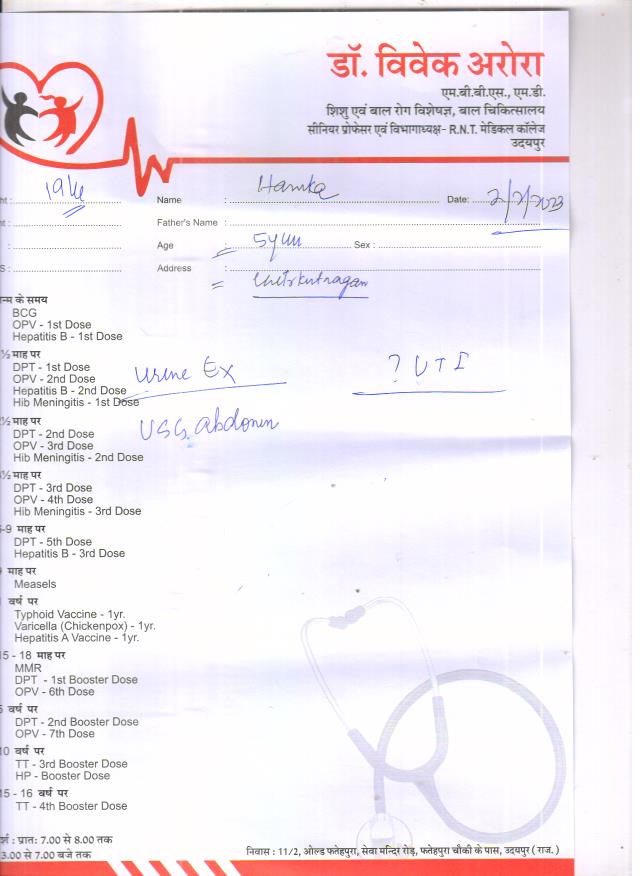 डॉ. विवेक अरोरा
एम.बी.बी.एस., एम.डी.
शिशु एवं बाल रोग विशेषज्ञ, बाल चिकित्सालय
सीनियर प्रोफेसर एवं विभागाध्यक्ष- R.N.T. मेडिकल कॉलेज
उदयपुर
ht : Name : Date:
nt : Father's Name :
: Age : 5 Sex :
S : Address :
न्म के समय
BCG
OPV - 1st Dose
Hepatitis B - 1st Dose
½ माह पर
DPT - 1st Dose
OPV - 2nd Dose
Hepatitis B - 2nd Dose
Hib Meningitis - 1st Dose
Urine Ex
? UTI
½ माह पर
DPT - 2nd Dose
OPV - 3rd Dose
Hib Meningitis - 2nd Dose
USG. Abdomen
½ माह पर
DPT - 3rd Dose
OPV - 4th Dose
Hib Meningitis - 3rd Dose
-9 माह पर
DPT - 5th Dose
Hepatitis B - 3rd Dose
माह पर
Measels
वर्ष पर
Typhoid Vaccine - 1yr.
Varicella (Chickenpox) - 1yr.
Hepatitis A Vaccine - 1yr.
15 - 18 माह पर
MMR
DPT - 1st Booster Dose
OPV - 6th Dose
वर्ष पर
DPT - 2nd Booster Dose
OPV - 7th Dose
10 वर्ष पर
TT - 3rd Booster Dose
HP - Booster Dose
15 - 16 वर्ष पर
TT - 4th Booster Dose
र्श : प्रात: 7.00 से 8.00 तक
3.00 से 7.00 बजे तक
निवास : 11/2, ओल्ड फतेहपुरा, सेवा मन्दिर रोड़, फतेहपुरा चौकी के पास, उदयपुर ( राज. )